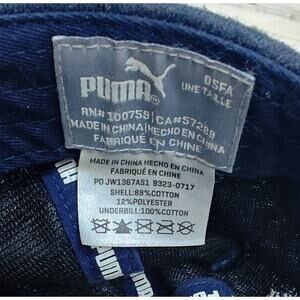 PUMA
OSFA
UNE TAILLE
RN# 100759 | CA#57289
MADE IN CHINA | HECHO EN CHINA
FABRIQUÉ EN CHINE
MADE IN CHINA HECHO EN CHINA
FABRIQUÉ EN CHINE
PO JW1367AS1 9323-0717
SHELL:88%COTTON
12%POLYESTER
UNDERBILL:100%COTTON